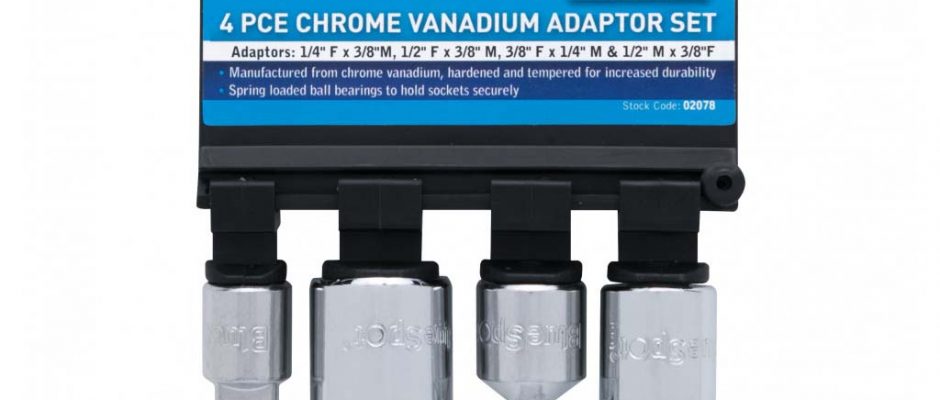 4 PCE CHROME VANADIUM ADAPTOR SET
Adaptors: 1/4" F x 3/8"M, 1/2" F x 3/8" M, 3/8" F x 1/4" M & 1/2" M x 3/8"F
• Manufactured from chrome vanadium, hardened and tempered for increased durability
• Spring loaded ball bearings to hold sockets securely
Stock Code: 02078